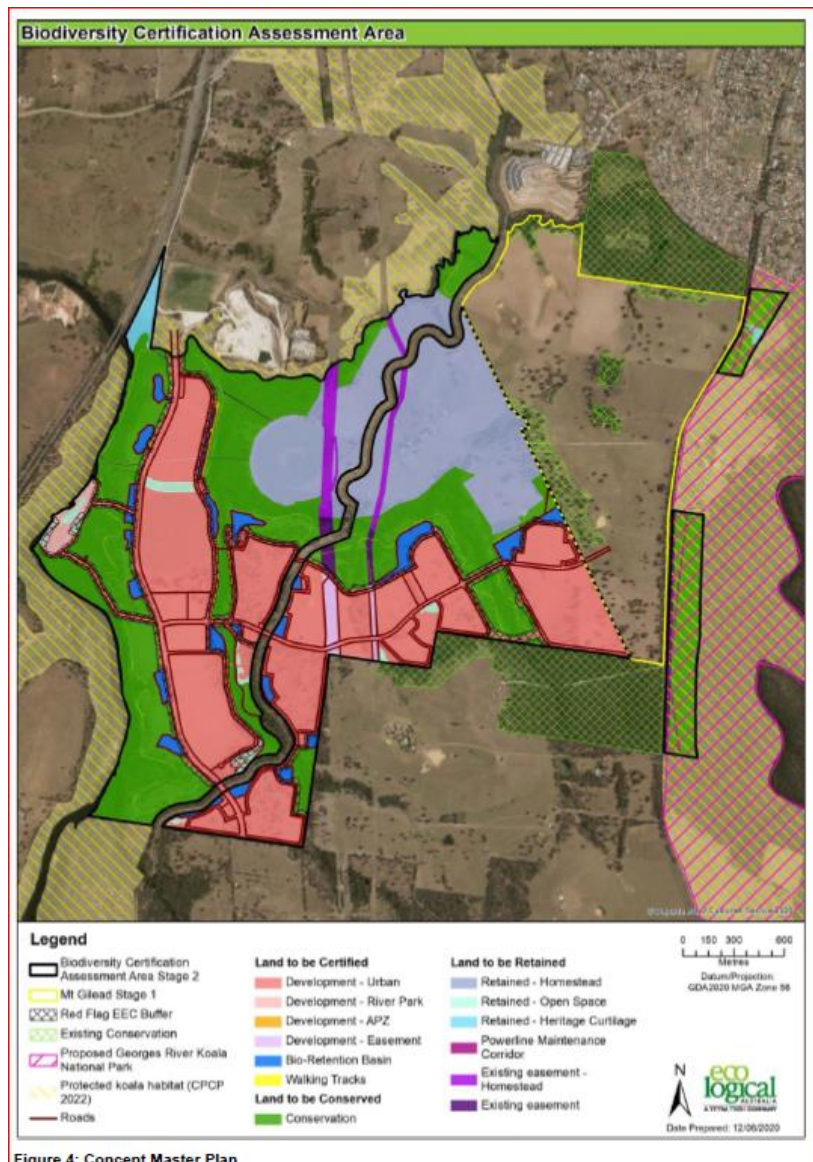 Biodiversity Certification Assessment Area
Legend
Biodiversity Certification
Assessment Area Stage 2
Mt Gilead Stage 1
Red Flag EEC Buffer
Existing Conservation
Proposed Georges River Koala
National Park
Protected koala habitat (CPCP
2022)
Roads
Land to be Certified
Development - Urban
Development - River Park
Development - APZ
Development - Easement
Bio-Retention Basin
Walking Tracks
Land to be Conserved
Conservation
Land to be Retained
Retained - Homestead
Retained - Open Space
Retained - Heritage Curtilage
Powerline Maintenance
Corridor
Existing easement -
Homestead
Existing easement
0 150 300 600
Metres
Datum/Projection:
GDA2020 MGA Zone 56
N
eco
logical
AUSTRALIA
A TETRA TECH COMPANY
Date Prepared: 12/06/2020
Figure 4: Concept Master Plan